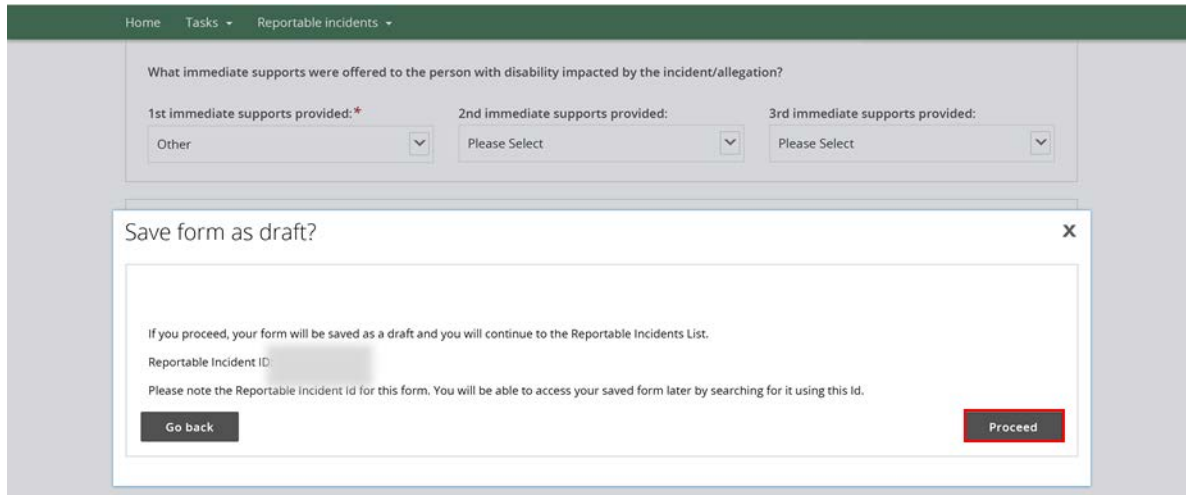 Home Tasks Reportable incidents
What immediate supports were offered to the person with disability impacted by the incident/allegation?
1st immediate supports provided:* 2nd immediate supports provided: 3rd immediate supports provided:
Other Please Select Please Select
Save form as draft? X
If you proceed, your form will be saved as a draft and you will continue to the Reportable Incidents List.
Reportable Incident ID:
Please note the Reportable Incident Id for this form. You will be able to access your saved form later by searching for it using this Id.
Go back Proceed